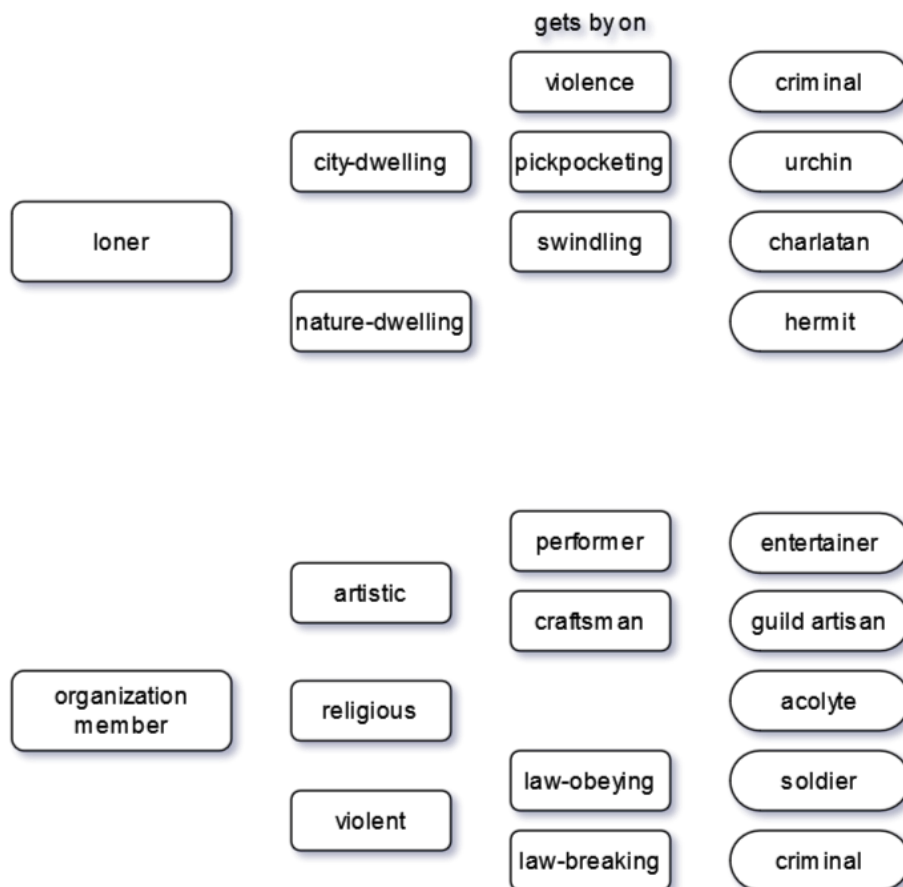 gets by on
violence
criminal
city-dwelling
pickpocketing
urchin
loner
swindling
charlatan
nature-dwelling
hermit
performer
entertainer
artistic
craftsman
guild artisan
organization
member
religious
acolyte
law-obeying
soldier
violent
law-breaking
criminal